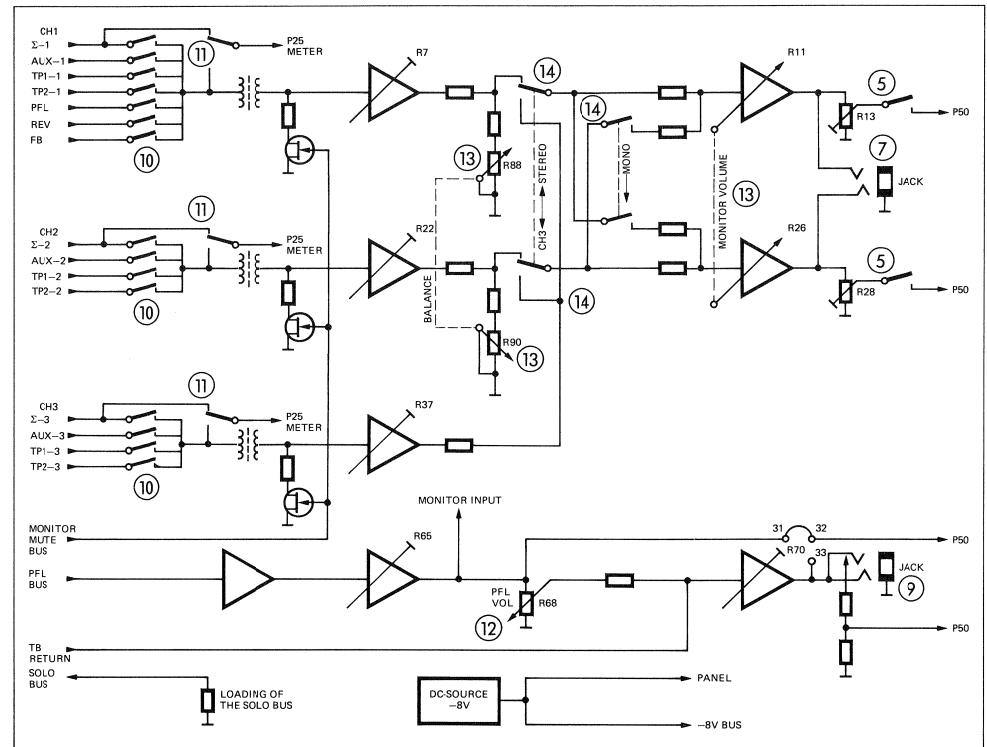 CH1
Σ–1
AUX–1
TP1–1
TP2–1
PFL
REV
FB
10
11
P25
METER
R7
14
13
R88
STEREO
CH3
14
MONO
R11
MONITOR VOLUME
13
5
R13
P50
7
JACK
CH2
Σ–2
AUX–2
TP1–2
TP2–2
10
11
P25
METER
R22
BALANCE
R90
13
14
R26
5
R28
P50
CH3
Σ–3
AUX–3
TP1–3
TP2–3
10
11
P25
METER
R37
MONITOR
MUTE
BUS
MONITOR INPUT
PFL
BUS
R65
PFL
VOL
R68
12
31
32
33
P50
R70
JACK
9
P50
TB
RETURN
SOLO
BUS
LOADING OF
THE SOLO BUS
DC-SOURCE
–8V
PANEL
–8V BUS